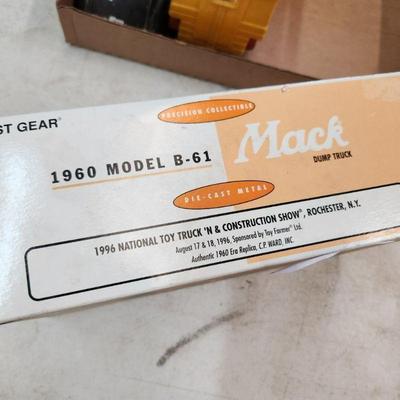 ST GEAR®
PRECISION COLLECTIBLE
1960 MODEL B-61
Mack
DUMP TRUCK
DIE-CAST METAL
1996 NATIONAL TOY TRUCK 'N & CONSTRUCTION SHOW", ROCHESTER, N.Y.
August 17 & 18, 1996, Sponsored by Toy Farmer Ltd.
Authentic 1960 Era Replica, C.P. WARD, INC.